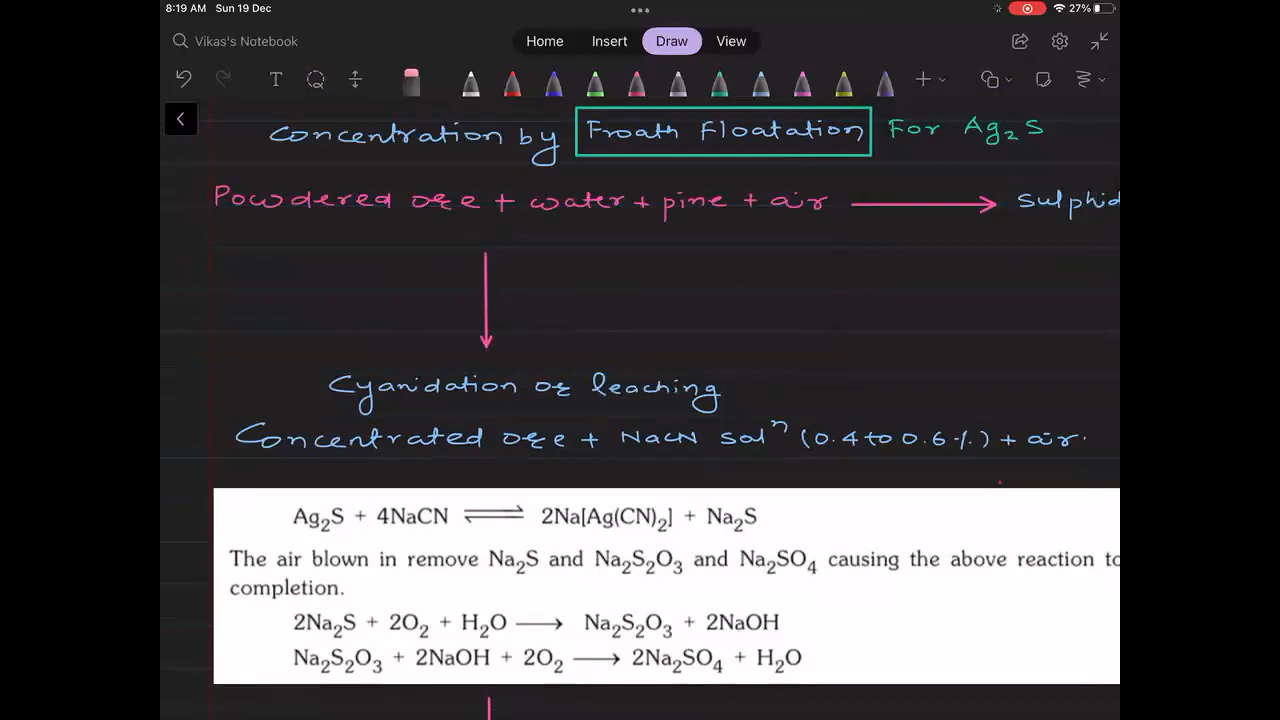 8:19 AM Sun 19 Dec
27%
Vikas's Notebook
Home Insert Draw View
Concentration by Froath Floatation For Ag₂S
Powdered ore + water + pine + air ⟶ sulphid
Cyanidation or leaching
Concentrated ore + NaCN solⁿ (0.4 to 0.6 %) + air.
Ag₂S + 4NaCN ⇌ 2Na[Ag(CN)₂] + Na₂S
The air blown in remove Na₂S and Na₂S₂O₃ and Na₂SO₄ causing the above reaction to
completion.
2Na₂S + 2O₂ + H₂O ⟶ Na₂S₂O₃ + 2NaOH
Na₂S₂O₃ + 2NaOH + 2O₂ ⟶ 2Na₂SO₄ + H₂O